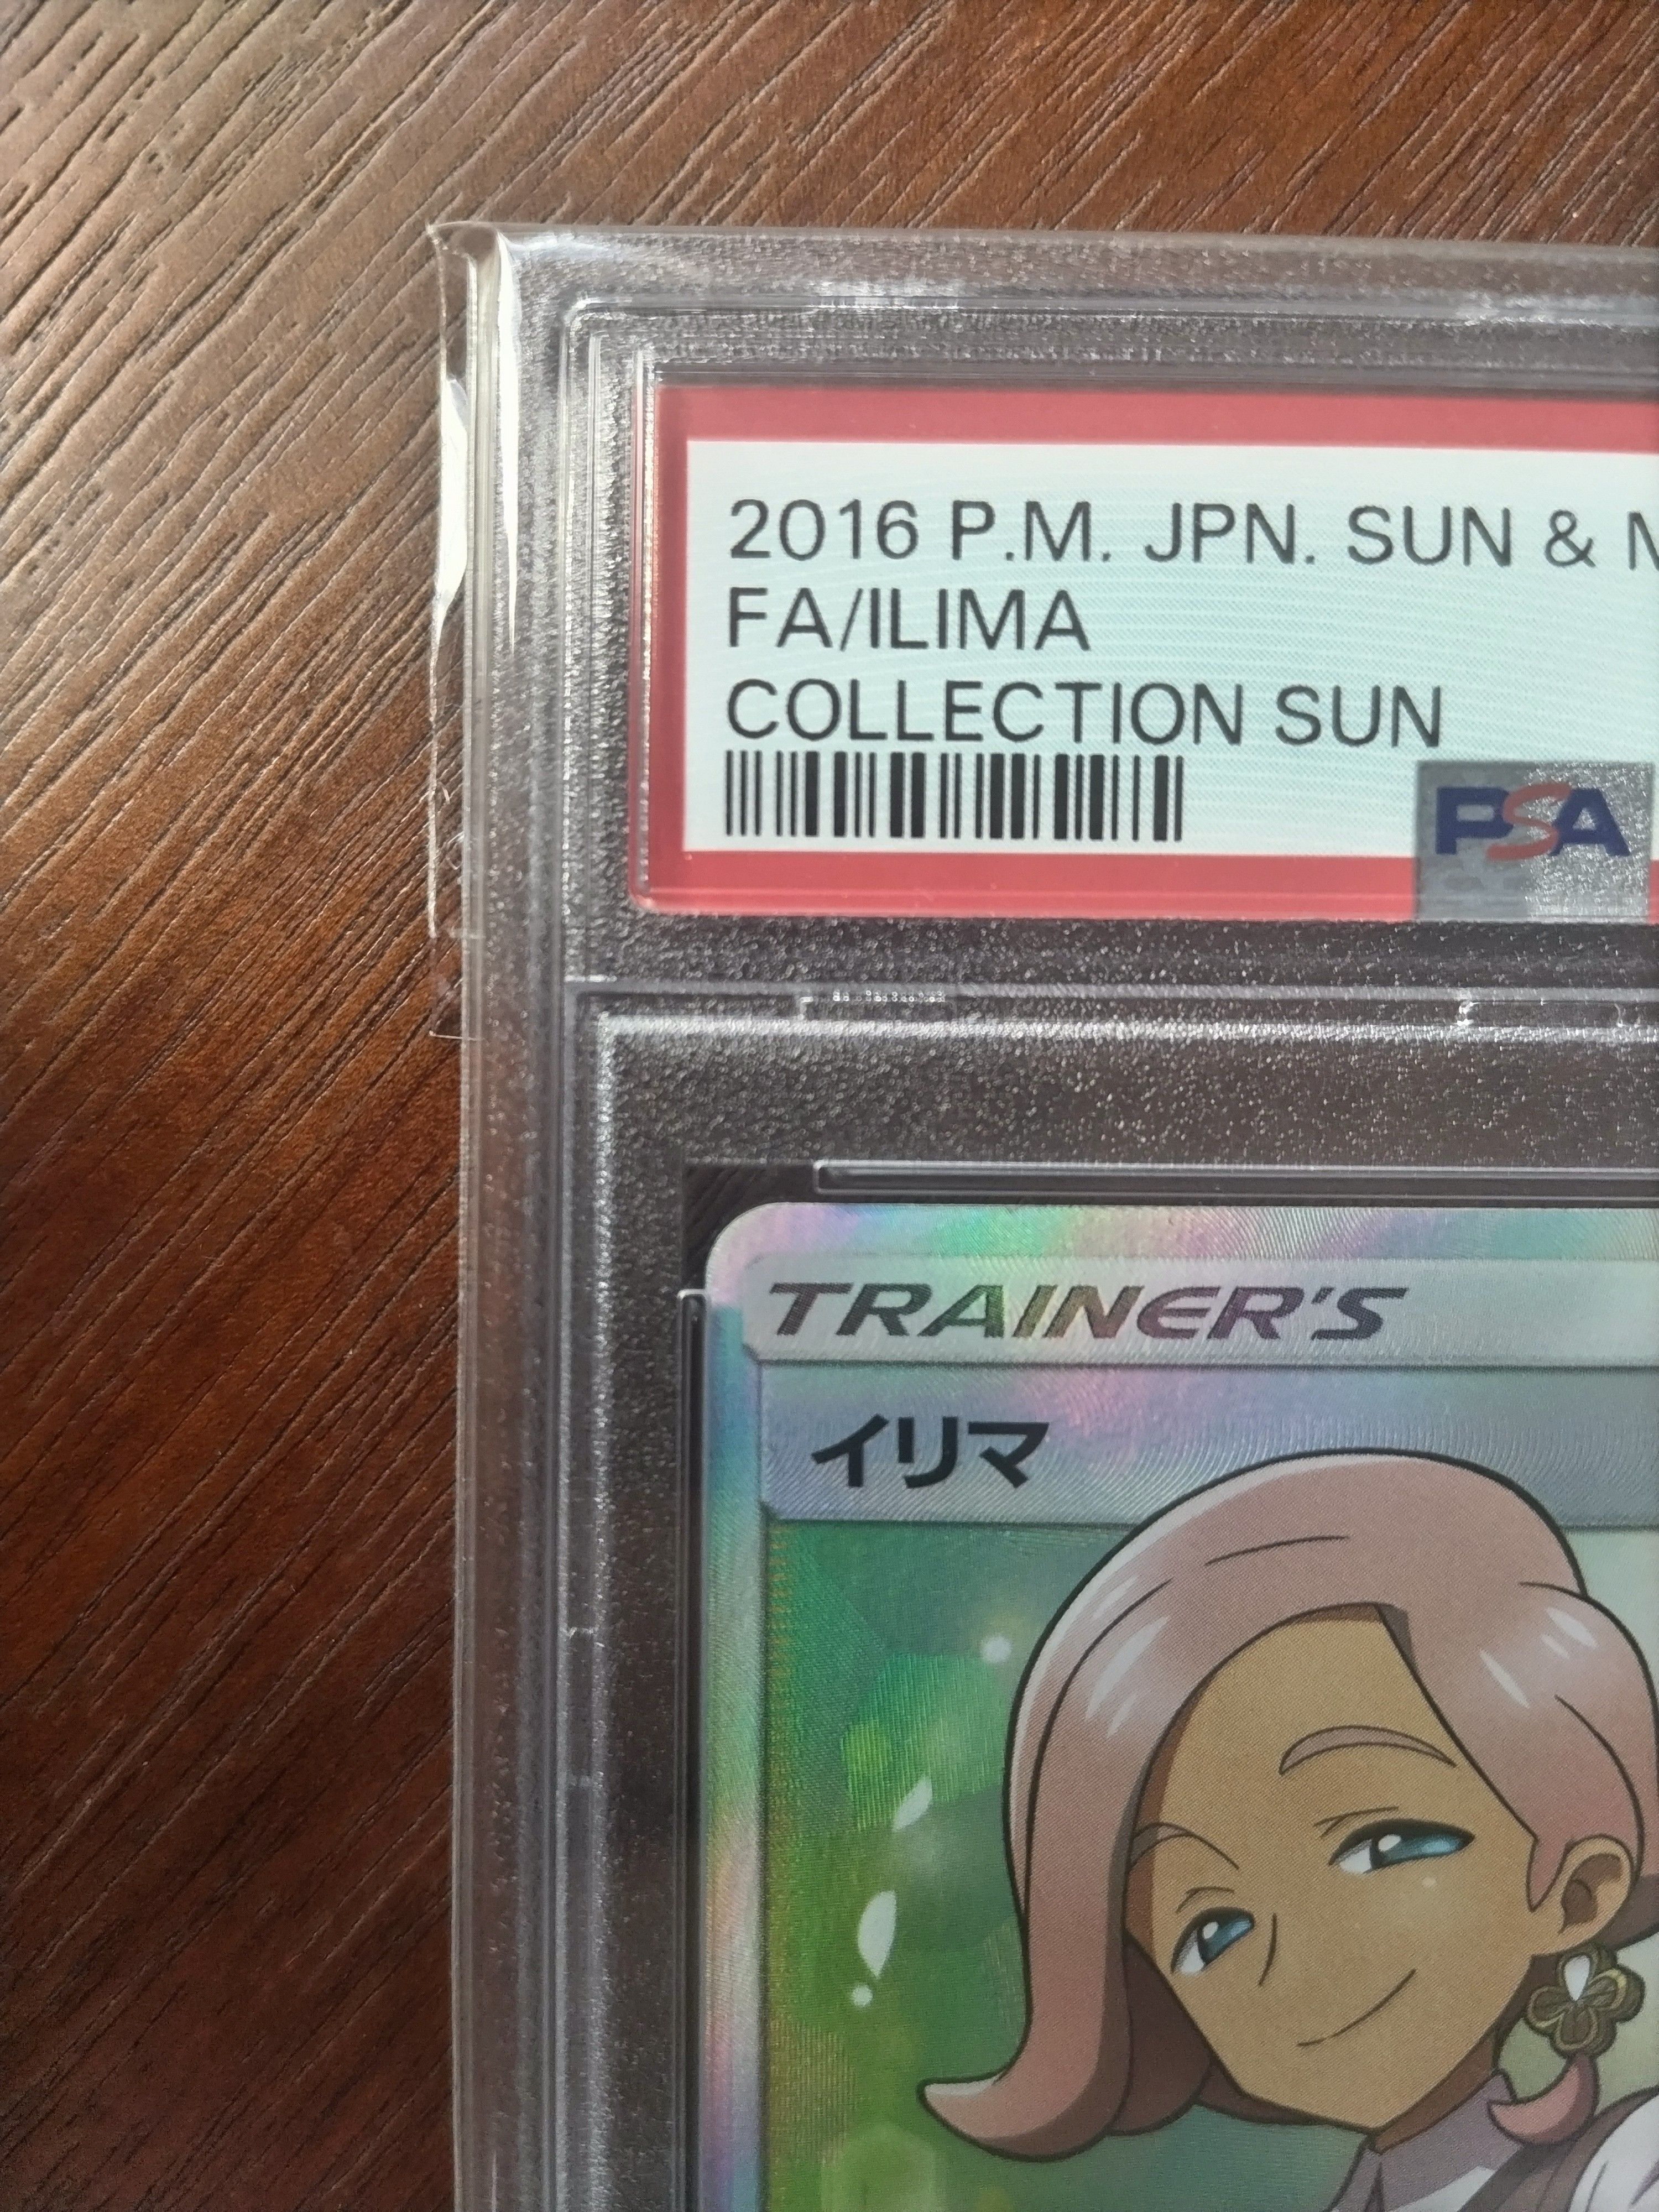 2016 P.M. JPN. SUN & M
FA/ILIMA
COLLECTION SUN
PSA
TRAINER'S
イリマ